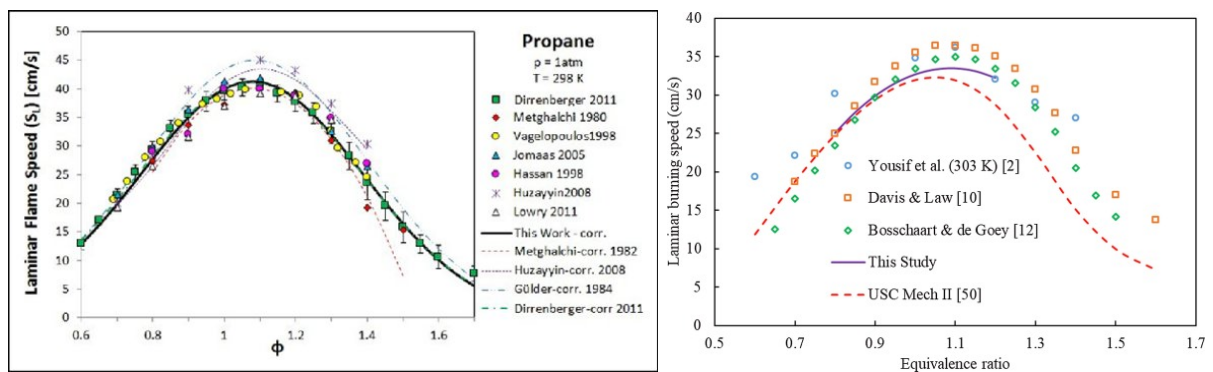 Laminar Flame Speed (S_L) [cm/s]
50
45
40
35
30
25
20
15
10
5
0
0.6 0.8 1 1.2 1.4 1.6
ϕ
Propane
p = 1atm
T = 298 K
Dirrenberger 2011
Metghalchl 1980
Vagelopoulos1998
Jomaas 2005
Hassan 1998
Huzayyin2008
Lowry 2011
This Work - corr.
Metghalchi-corr. 1982
Huzayyin-corr. 2008
Gülder-corr. 1984
Dirrenberger-corr 2011
Laminar burning speed (cm/s)
40
35
30
25
20
15
10
5
0
0.5 0.7 0.9 1.1 1.3 1.5 1.7
Equivalence ratio
Yousif et al. (303 K) [2]
Davis & Law [10]
Bosschaart & de Goey [12]
This Study
USC Mech II [50]